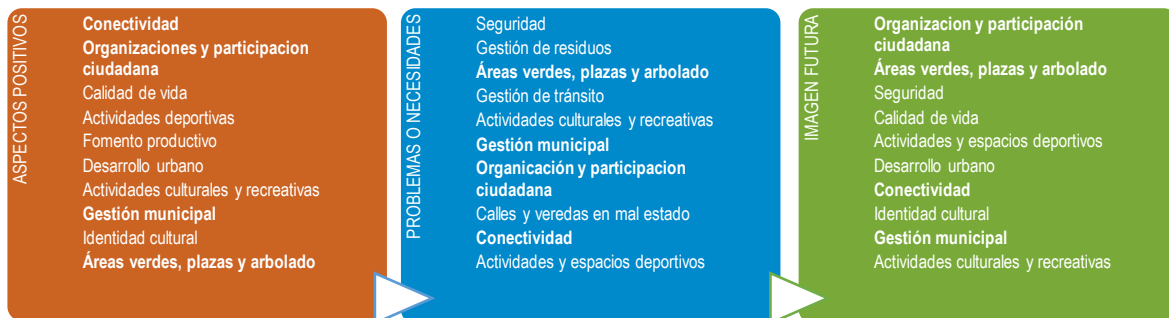 ASPECTOS POSITIVOS
Conectividad
Organizaciones y participacion
ciudadana
Calidad de vida
Actividades deportivas
Fomento productivo
Desarrollo urbano
Actividades culturales y recreativas
Gestión municipal
Identidad cultural
Áreas verdes, plazas y arbolado
PROBLEMAS O NECESIDADES
Seguridad
Gestión de residuos
Áreas verdes, plazas y arbolado
Gestión de tránsito
Actividades culturales y recreativas
Gestión municipal
Organicación y participacion
ciudadana
Calles y veredas en mal estado
Conectividad
Actividades y espacios deportivos
IMAGEN FUTURA
Organizacion y participación
ciudadana
Áreas verdes, plazas y arbolado
Seguridad
Calidad de vida
Actividades y espacios deportivos
Desarrollo urbano
Conectividad
Identidad cultural
Gestión municipal
Actividades culturales y recreativas